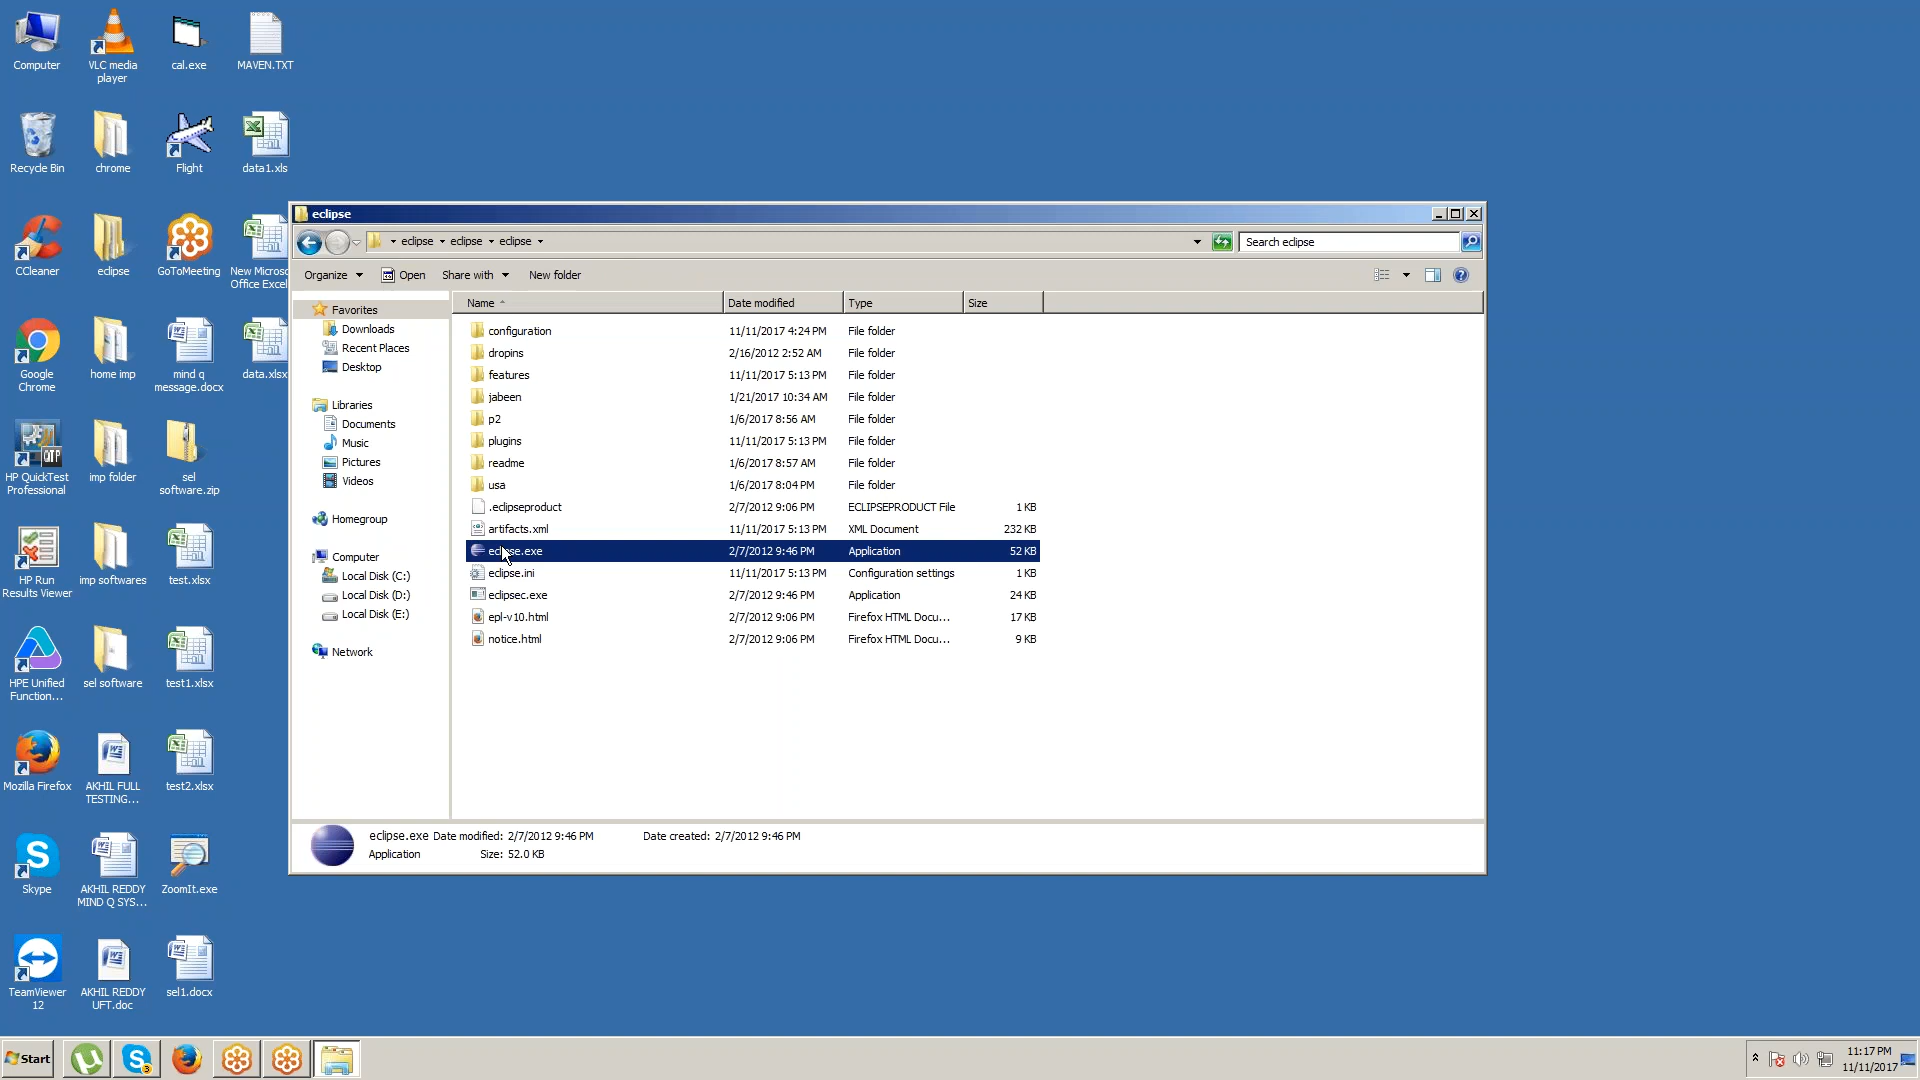 Computer
VLC media
player
cal.exe
MAVEN.TXT
Recycle Bin
chrome
Flight
data1.xls
CCleaner
eclipse
GoToMeeting
New Microso
Office Excel
Google
Chrome
home imp
mind q
message.docx
data.xlsx
HP QuickTest
Professional
QTP
imp folder
sel
software.zip
HP Run
Results Viewer
imp softwares
test.xlsx
HPE Unified
Function...
sel software
test1.xlsx
Mozilla Firefox
AKHIL FULL
TESTING...
test2.xlsx
Skype
AKHIL REDDY
MIND Q SYS...
ZoomIt.exe
TeamViewer
12
AKHIL REDDY
UFT.doc
sel1.docx
eclipse
eclipse eclipse eclipse
Search eclipse
Organize Open Share with New folder
Favorites
Downloads
Recent Places
Desktop
Libraries
Documents
Music
Pictures
Videos
Homegroup
Computer
Local Disk (C:)
Local Disk (D:)
Local Disk (E:)
Network
Name Date modified Type Size
configuration 11/11/2017 4:24 PM File folder
dropins 2/16/2012 2:52 AM File folder
features 11/11/2017 5:13 PM File folder
jabeen 1/21/2017 10:34 AM File folder
p2 1/6/2017 8:56 AM File folder
plugins 11/11/2017 5:13 PM File folder
readme 1/6/2017 8:57 AM File folder
usa 1/6/2017 8:04 PM File folder
.eclipseproduct 2/7/2012 9:06 PM ECLIPSEPRODUCT File 1 KB
artifacts.xml 11/11/2017 5:13 PM XML Document 232 KB
eclipse.exe 2/7/2012 9:46 PM Application 52 KB
eclipse.ini 11/11/2017 5:13 PM Configuration settings 1 KB
eclipsec.exe 2/7/2012 9:46 PM Application 24 KB
epl-v10.html 2/7/2012 9:06 PM Firefox HTML Docu... 17 KB
notice.html 2/7/2012 9:06 PM Firefox HTML Docu... 9 KB
eclipse.exe Date modified: 2/7/2012 9:46 PM Date created: 2/7/2012 9:46 PM
Application Size: 52.0 KB
Start
3
11:17 PM
11/11/2017